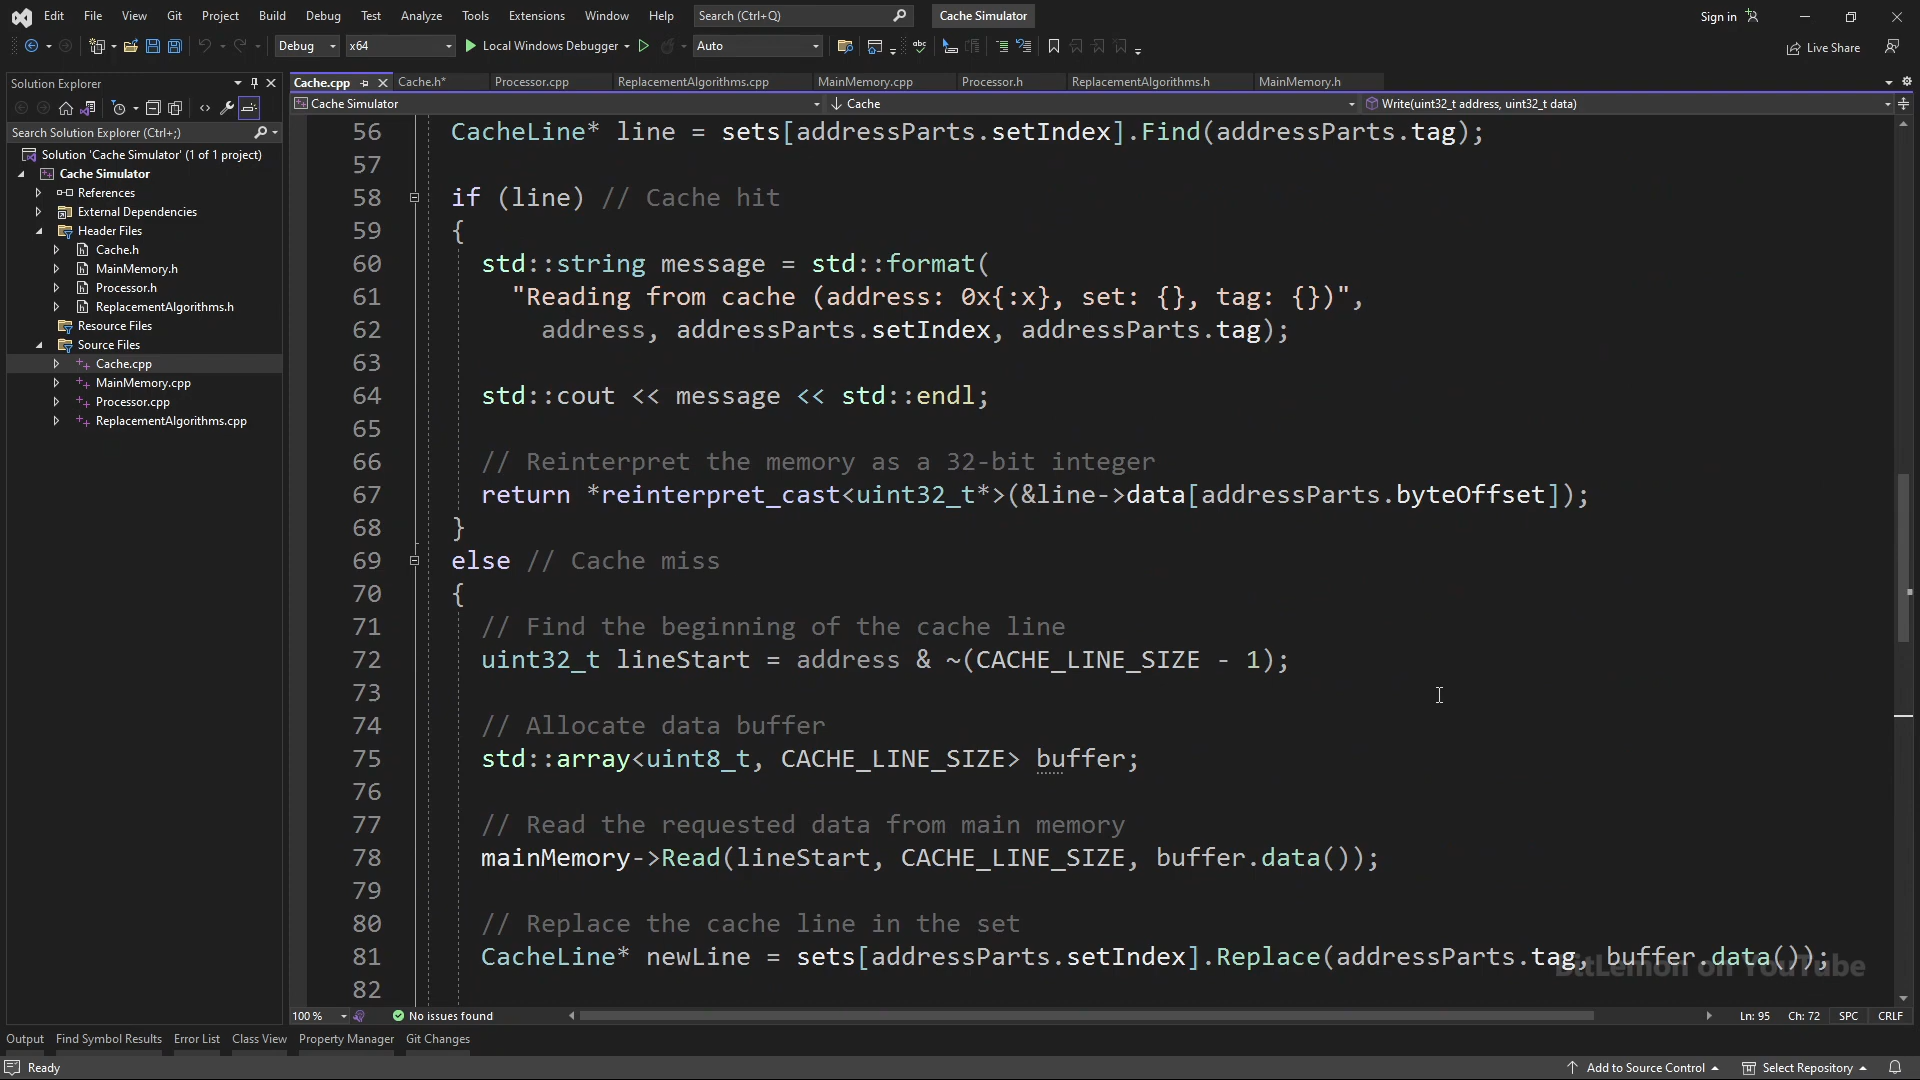 Edit File View Git Project Build Debug Test Analyze Tools Extensions Window Help Search (Ctrl+Q) Cache Simulator Sign in
Debug x64 Local Windows Debugger Auto Live Share
Solution Explorer
Search Solution Explorer (Ctrl+;)
Solution 'Cache Simulator' (1 of 1 project)
Cache Simulator
References
External Dependencies
Header Files
Cache.h
MainMemory.h
Processor.h
ReplacementAlgorithms.h
Resource Files
Source Files
Cache.cpp
MainMemory.cpp
Processor.cpp
ReplacementAlgorithms.cpp
Cache.cpp Cache.h* Processor.cpp ReplacementAlgorithms.cpp MainMemory.cpp Processor.h ReplacementAlgorithms.h MainMemory.h
Cache Simulator Cache Write(uint32_t address, uint32_t data)
56 CacheLine* line = sets[addressParts.setIndex].Find(addressParts.tag);
57
58 if (line) // Cache hit
59 {
60 std::string message = std::format(
61 "Reading from cache (address: 0x{:x}, set: {}, tag: {})",
62 address, addressParts.setIndex, addressParts.tag);
63
64 std::cout << message << std::endl;
65
66 // Reinterpret the memory as a 32-bit integer
67 return *reinterpret_cast<uint32_t*>(&line->data[addressParts.byteOffset]);
68 }
69 else // Cache miss
70 {
71 // Find the beginning of the cache line
72 uint32_t lineStart = address & ~(CACHE_LINE_SIZE - 1);
73
74 // Allocate data buffer
75 std::array<uint8_t, CACHE_LINE_SIZE> buffer;
76
77 // Read the requested data from main memory
78 mainMemory->Read(lineStart, CACHE_LINE_SIZE, buffer.data());
79
80 // Replace the cache line in the set
81 CacheLine* newLine = sets[addressParts.setIndex].Replace(addressParts.tag, buffer.data());
BitLemon on YouTube
82
100 % No issues found Ln: 95 Ch: 72 SPC CRLF
Output Find Symbol Results Error List Class View Property Manager Git Changes
Ready Add to Source Control Select Repository